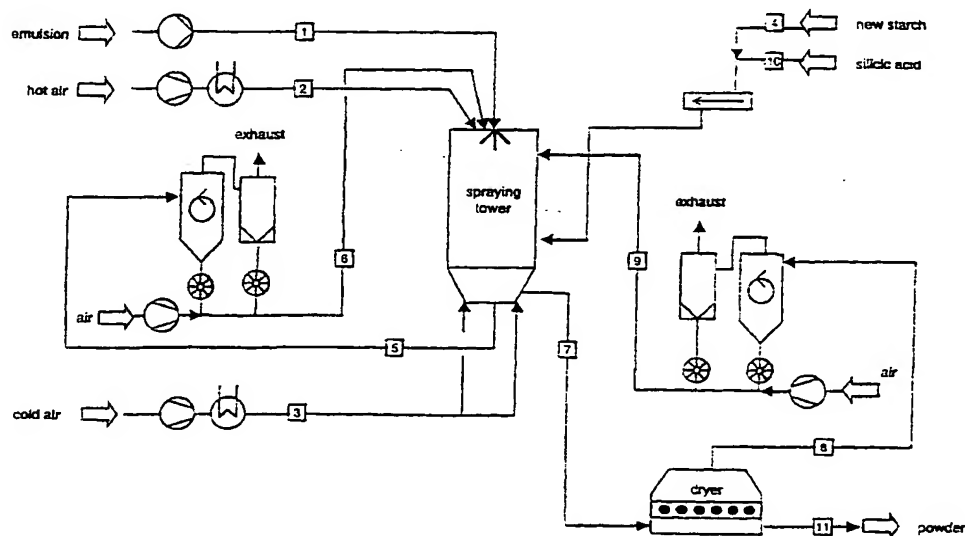 emulsion
1
4
new starch
10
silicic acid
hot air
2
exhaust
spraying
tower
exhaust
6
9
air
5
7
air
cold air
3
8
dryer
11
powder